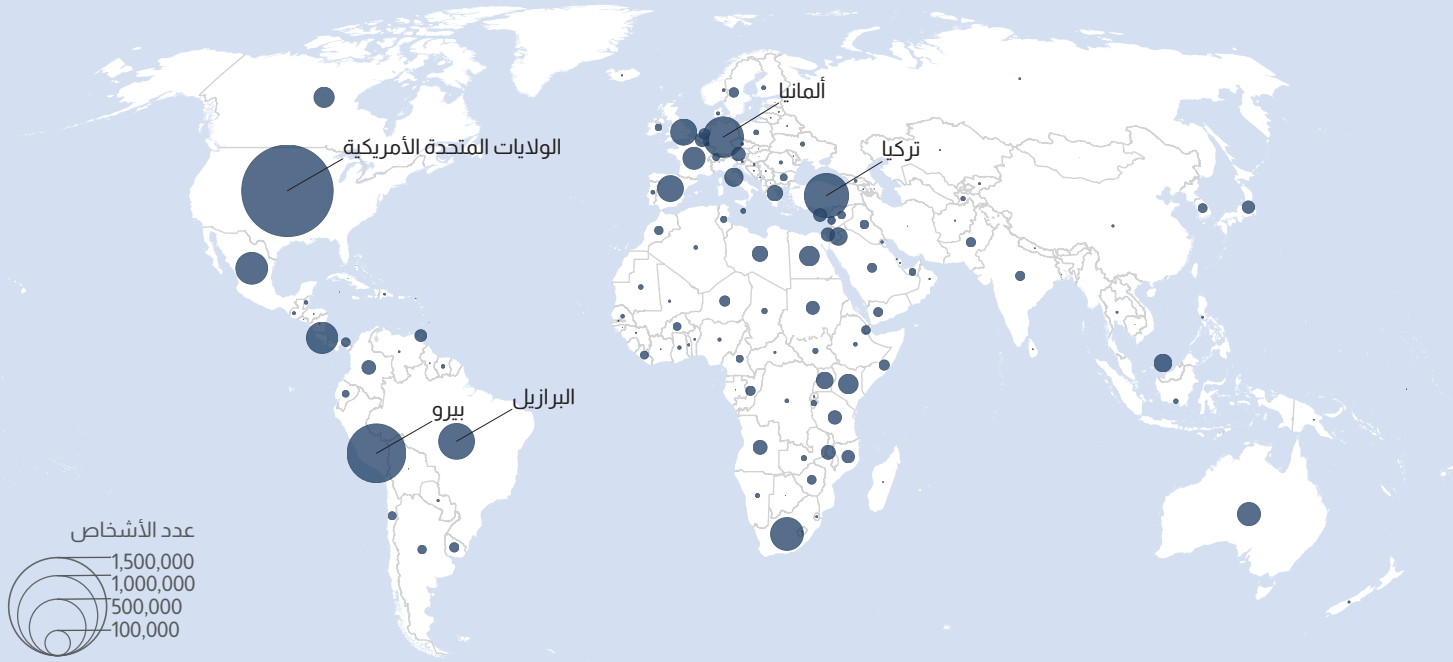 ألمانيا
الولايات المتحدة الأمريكية
تركيا
البرازيل
بيرو
عدد الأشخاص
1,500,000
1,000,000
500,000
100,000